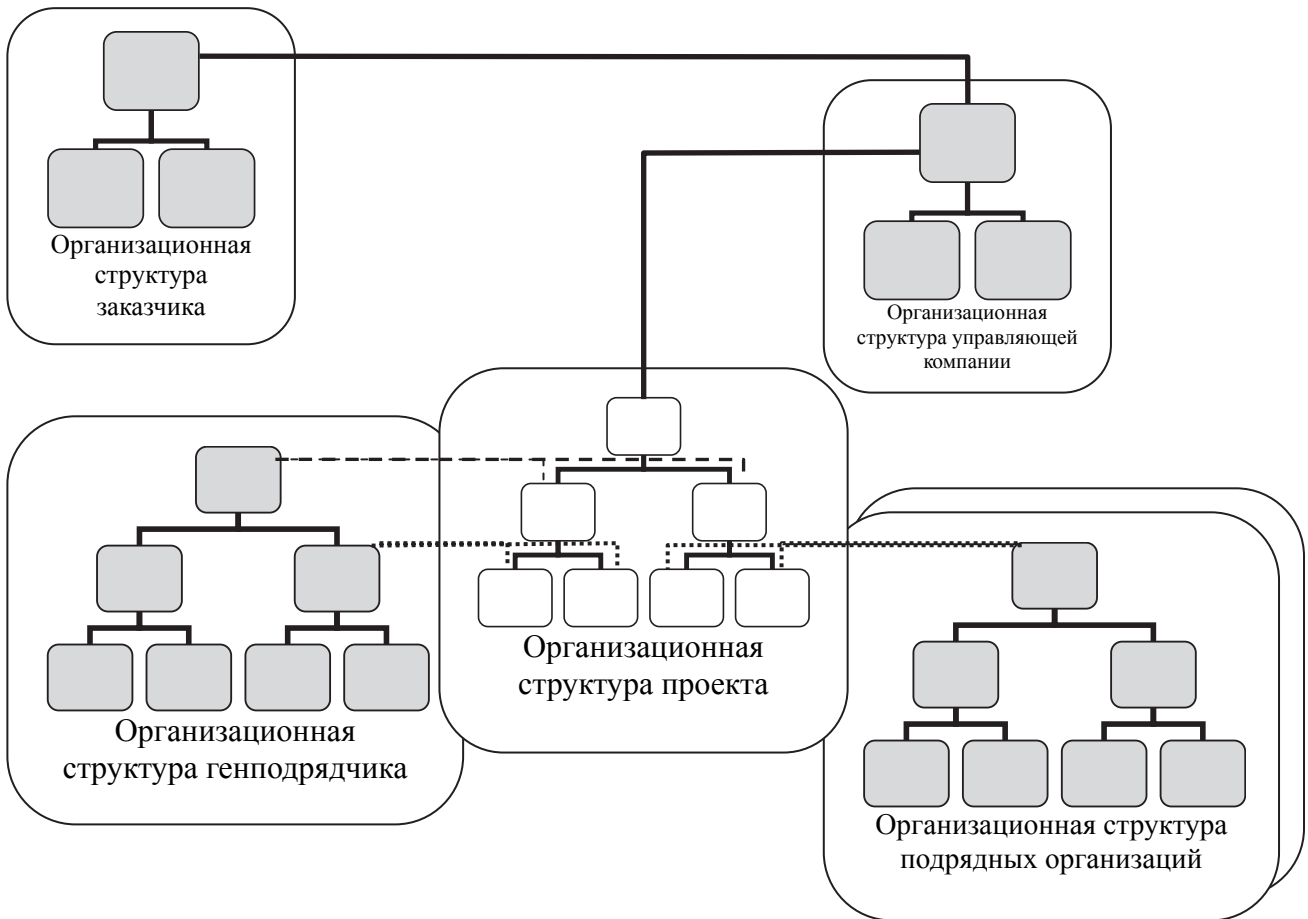 Организационная
структура
заказчика
Организационная
структура управляющей
компании
Организационная
структура проекта
Организационная
структура генподрядчика
Организационная структура
подрядных организаций